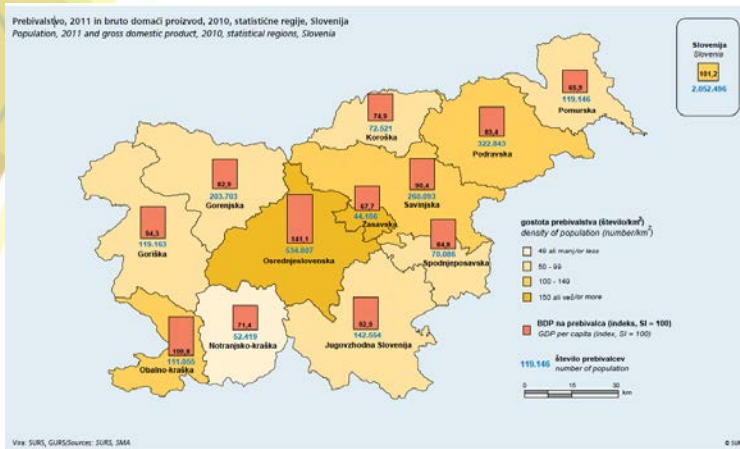 Prebivalstvo, 2011 in bruto domači proizvod, 2010, statistične regije, Slovenija
Population, 2011 and gross domestic product, 2010, statistical regions, Slovenia
Slovenija
Slovenia
101,2
2.052.496
65,9
119.146
Pomurska
74,9
72.521
Koroška
83,4
322.843
Podravska
82,9
203.703
Gorenjska
90,4
260.093
Savinjska
67,7
44.166
Zasavska
141,1
534.807
Osrednjeslovenska
94,3
119.163
Goriška
84,8
70.086
Spodnjeposavska
71,4
52.419
Notranjsko-kraška
92,9
142.554
Jugovzhodna Slovenija
109,8
111.055
Obalno-kraška
gostota prebivalstva (število/km²)
density of population (number/km²)
49 ali manj/or less
50 - 99
100 - 149
150 ali več/or more
BDP na prebivalca (indeks, SI = 100)
GDP per capita (index, SI = 100)
119.146 število prebivalcev
number of population
0 15 30
km
Vira: SURS, GURS/Sources: SURS, SMA
© SUR